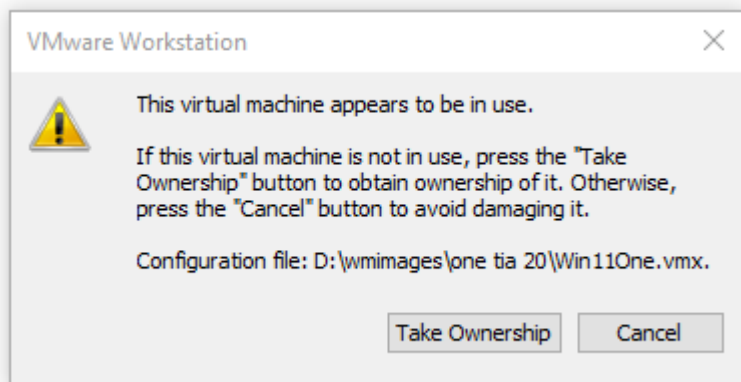 VMware Workstation
This virtual machine appears to be in use.
If this virtual machine is not in use, press the "Take
Ownership" button to obtain ownership of it. Otherwise,
press the "Cancel" button to avoid damaging it.
Configuration file: D:\wmimages\one tia 20\Win11One.vmx.
Take Ownership
Cancel